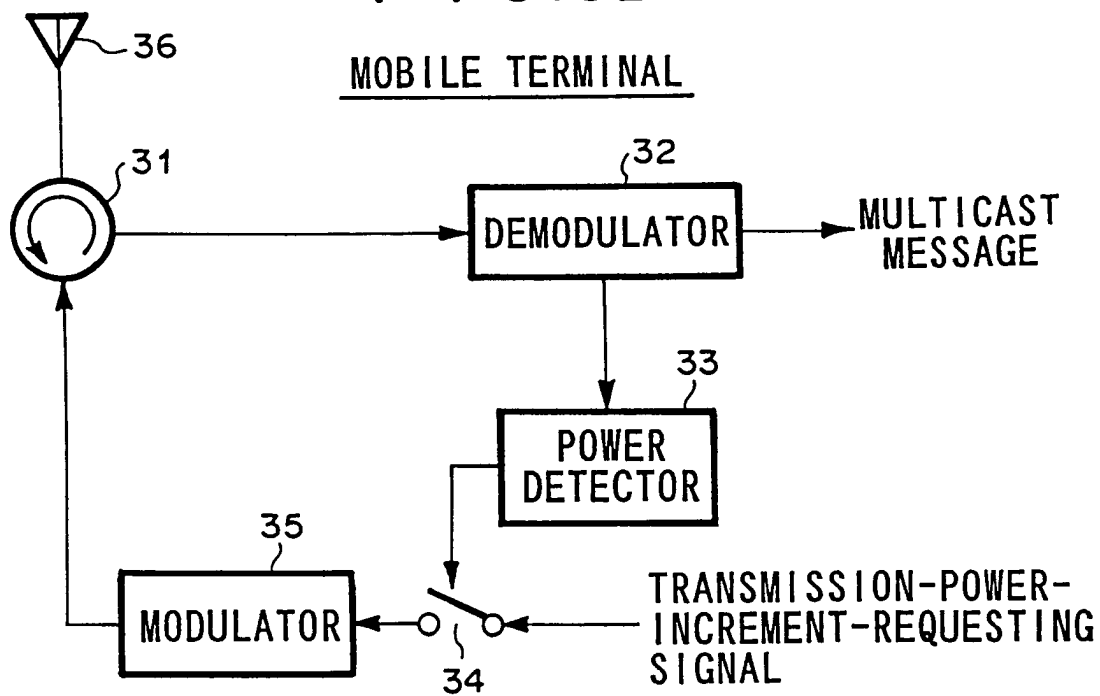 36
MOBILE TERMINAL
31
32
DEMODULATOR
MULTICAST
MESSAGE
33
POWER
DETECTOR
35
MODULATOR
34
TRANSMISSION-POWER-
INCREMENT-REQUESTING
SIGNAL